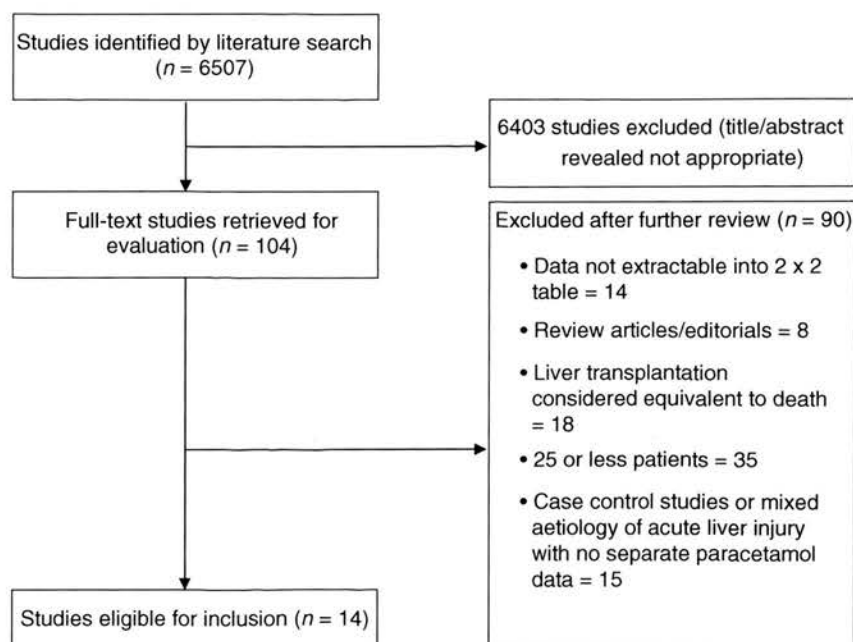 Studies identified by literature search
(n = 6507)
6403 studies excluded (title/abstract
revealed not appropriate)
Full-text studies retrieved for
evaluation (n = 104)
Excluded after further review (n = 90)
• Data not extractable into 2 x 2
table = 14
• Review articles/editorials = 8
• Liver transplantation
considered equivalent to death
= 18
• 25 or less patients = 35
• Case control studies or mixed
aetiology of acute liver injury
with no separate paracetamol
data = 15
Studies eligible for inclusion (n = 14)